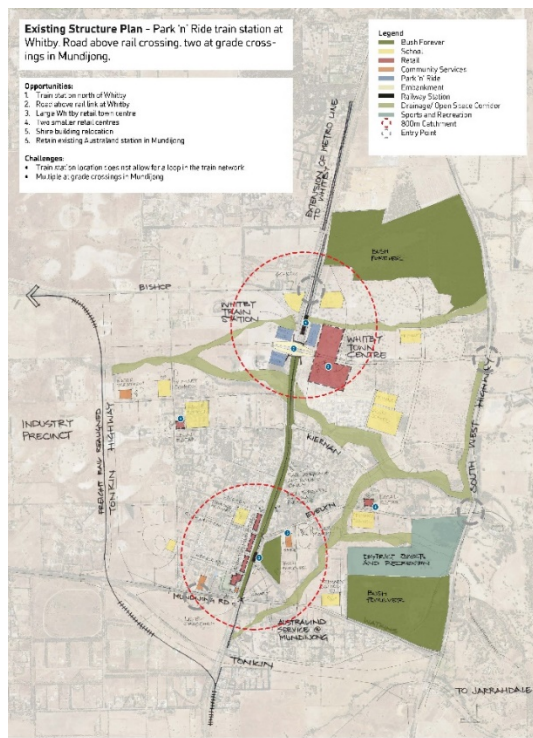 Existing Structure Plan - Park 'n' Ride train station at
Whitby. Road above rail crossing, two at grade cross-
ings in Mundijong.
Opportunities:
1. Train station north of Whitby
2. Road above rail link at Whitby
3. Large Whitby retail town centre
4. Two smaller retail centres
5. Shire building relocation
6. Retain existing Australand station in Mundijong
Challenges:
• Train station location does not allow for a loop in the train network
• Multiple at grade crossings in Mundijong
Legend
Bush Forever
School
Retail
Community Services
Park 'n' Ride
Embankment
Railway Station
Drainage/ Open Space Corridor
Sports and Recreation
800m Catchment
Entry Point
EXTENSION OF METRO LINE
TO WHITBY
BUSH
FOREVER
BISHOP
WHITBY
TRAIN
STATION
WHITBY
TOWN
CENTRE
INDUSTRY
PRECINCT
FREIGHT RAIL REALIGNED
TONKIN HIGHWAY
KIERNAN
SOUTH WEST HIGHWAY
EVELYN
DISTRICT SPORTS
AND RECREATION
MUNDIJONG RD
BUSH
FOREVER
AUSTRALIND
SERVICE @
MUNDIJONG
TONKIN
TO JARRAHDALE